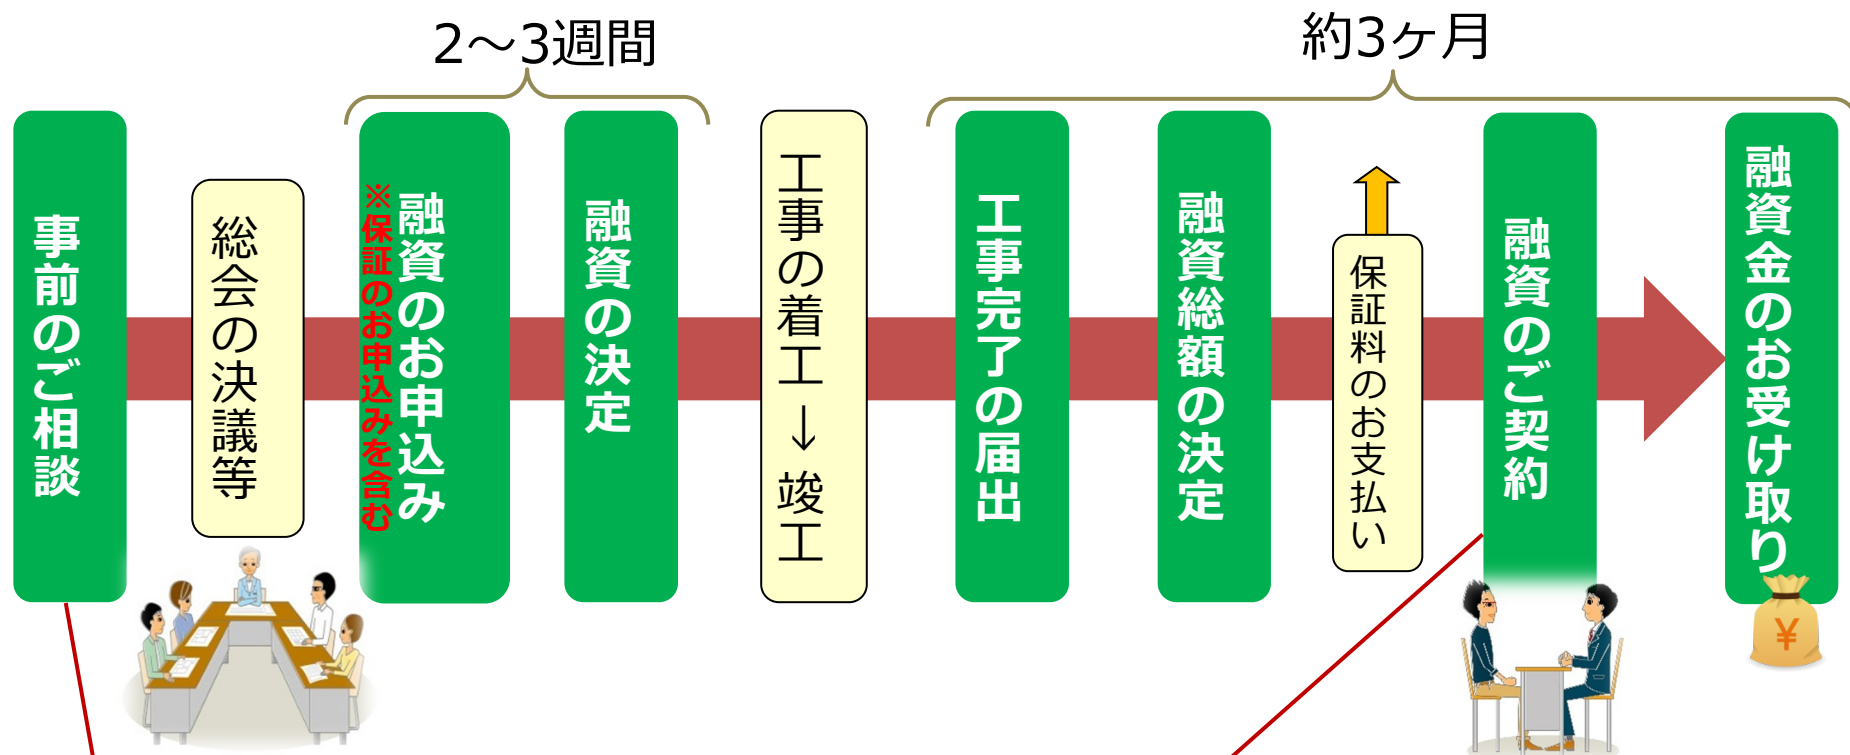 2～3週間
約3ヶ月
事前のご相談
総会の決議等
融資のお申込み
※保証のお申込みを含む
融資の決定
工事の着工→竣工
工事完了の届出
融資総額の決定
保証料のお支払い
融資のご契約
融資金のお受け取り
¥